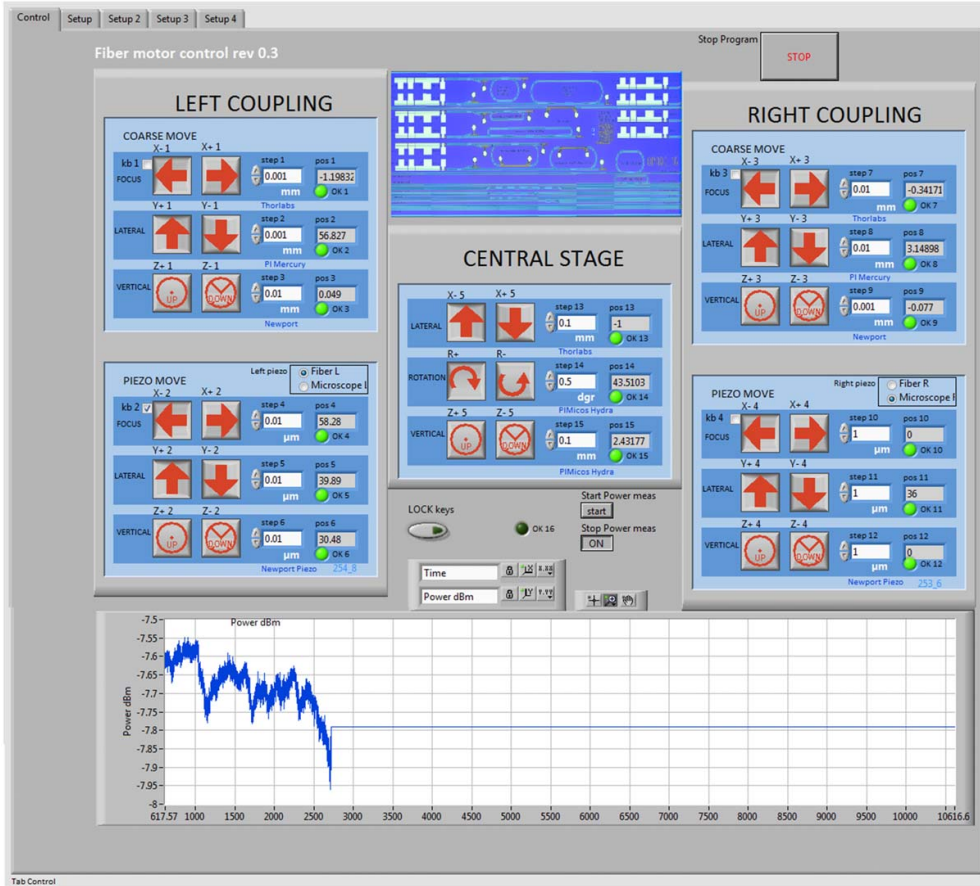 Control Setup Setup 2 Setup 3 Setup 4
Fiber motor control rev 0.3
Stop Program
STOP
LEFT COUPLING
COARSE MOVE
X- 1 X+ 1
kb 1 step 1 pos 1
FOCUS 0.001 -1.19832
mm OK 1
Thorlabs
Y+ 1 Y- 1
step 2 pos 2
LATERAL 0.001 56.827
mm OK 2
PI Mercury
Z+ 1 Z- 1
step 3 pos 3
VERTICAL UP DOWN 0.01 0.049
mm OK 3
Newport
Left piezo Fiber L
Microscope
PIEZO MOVE
X- 2 X+ 2
kb 2 step 4 pos 4
FOCUS 0.01 58.28
µm OK 4
Y+ 2 Y- 2
step 5 pos 5
LATERAL 0.01 39.89
µm OK 5
Z+ 2 Z- 2
step 6 pos 6
VERTICAL UP DOWN 0.01 30.48
µm OK 6
Newport Piezo 254_8
CENTRAL STAGE
X- 5 X+ 5
step 13 pos 13
LATERAL 0.1 -1
mm OK 13
Thorlabs
R+ R-
step 14 pos 14
ROTATION 0.5 43.5103
dgr OK 14
PIMicos Hydra
Z+ 5 Z- 5
step 15 pos 15
VERTICAL UP DOWN 0.1 2.43177
mm OK 15
PIMicos Hydra
LOCK keys
OK 16
Start Power meas
start
Stop Power meas
ON
Time
Power dBm
RIGHT COUPLING
COARSE MOVE
X- 3 X+ 3
kb 3 step 7 pos 7
FOCUS 0.01 -0.34171
mm OK 7
Thorlabs
Y+ 3 Y- 3
step 8 pos 8
LATERAL 0.01 3.14898
mm OK 8
PI Mercury
Z+ 3 Z- 3
step 9 pos 9
VERTICAL UP DOWN 0.001 -0.077
mm OK 9
Newport
Right piezo Fiber R
Microscope
PIEZO MOVE
X- 4 X+ 4
kb 4 step 10 pos 10
FOCUS 1 0
µm OK 10
Y+ 4 Y- 4
step 11 pos 11
LATERAL 1 36
µm OK 11
Z+ 4 Z- 4
step 12 pos 12
VERTICAL UP DOWN 1 0
µm OK 12
Newport Piezo 253_6
Power dBm
Power dBm
-7.5
-7.55
-7.6
-7.65
-7.7
-7.75
-7.8
-7.85
-7.9
-7.95
-8
617.57 1000 1500 2000 2500 3000 3500 4000 4500 5000 5500 6000 6500 7000 7500 8000 8500 9000 9500 10000 10616.6
Tab Control